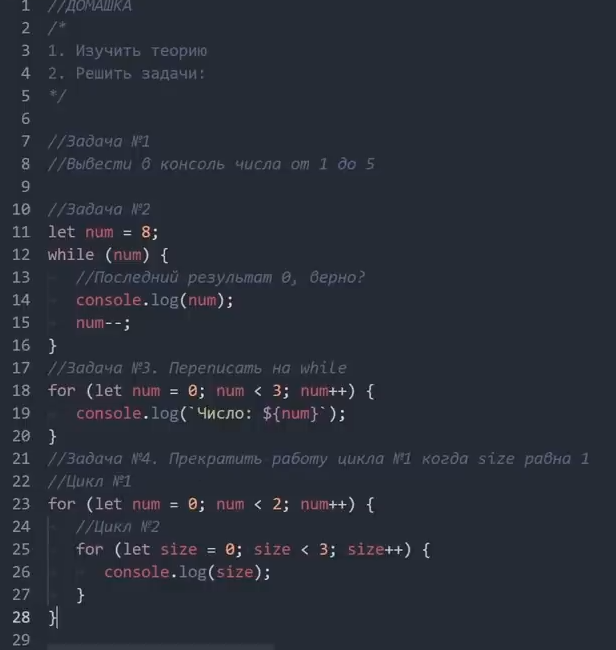 1 //ДОМАШКА
2 /*
3 1. Изучить теорию
4 2. Решить задачи:
5 */
6
7 //Задача №1
8 //Вывести в консоль числа от 1 до 5
9
10 //Задача №2
11 let num = 8;
12 while (num) {
13 //Последний результат 0, верно?
14 console.log(num);
15 num--;
16 }
17 //Задача №3. Переписать на while
18 for (let num = 0; num < 3; num++) {
19 console.log(`Число: ${num}`);
20 }
21 //Задача №4. Прекратить работу цикла №1 когда size равна 1
22 //Цикл №1
23 for (let num = 0; num < 2; num++) {
24 //Цикл №2
25 for (let size = 0; size < 3; size++) {
26 console.log(size);
27 }
28 }
29